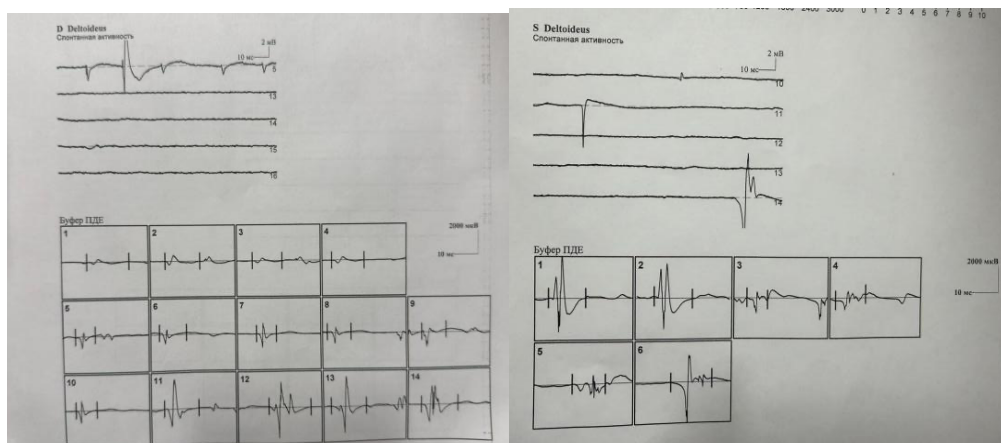 D Deltoideus
Спонтанная активность
2 мВ
10 мс
5
13
14
15
16
Буфер ПДЕ
2000 мкВ
10 мс
1 2 3 4
5 6 7 8 9
10 11 12 13 14
2400 3000 0 1 2 3 4 5 6 7 8 9 10
S Deltoideus
Спонтанная активность
2 мВ
10 мс
10
11
12
13
14
Буфер ПДЕ
2000 мкВ
10 мс
1 2 3 4
5 6